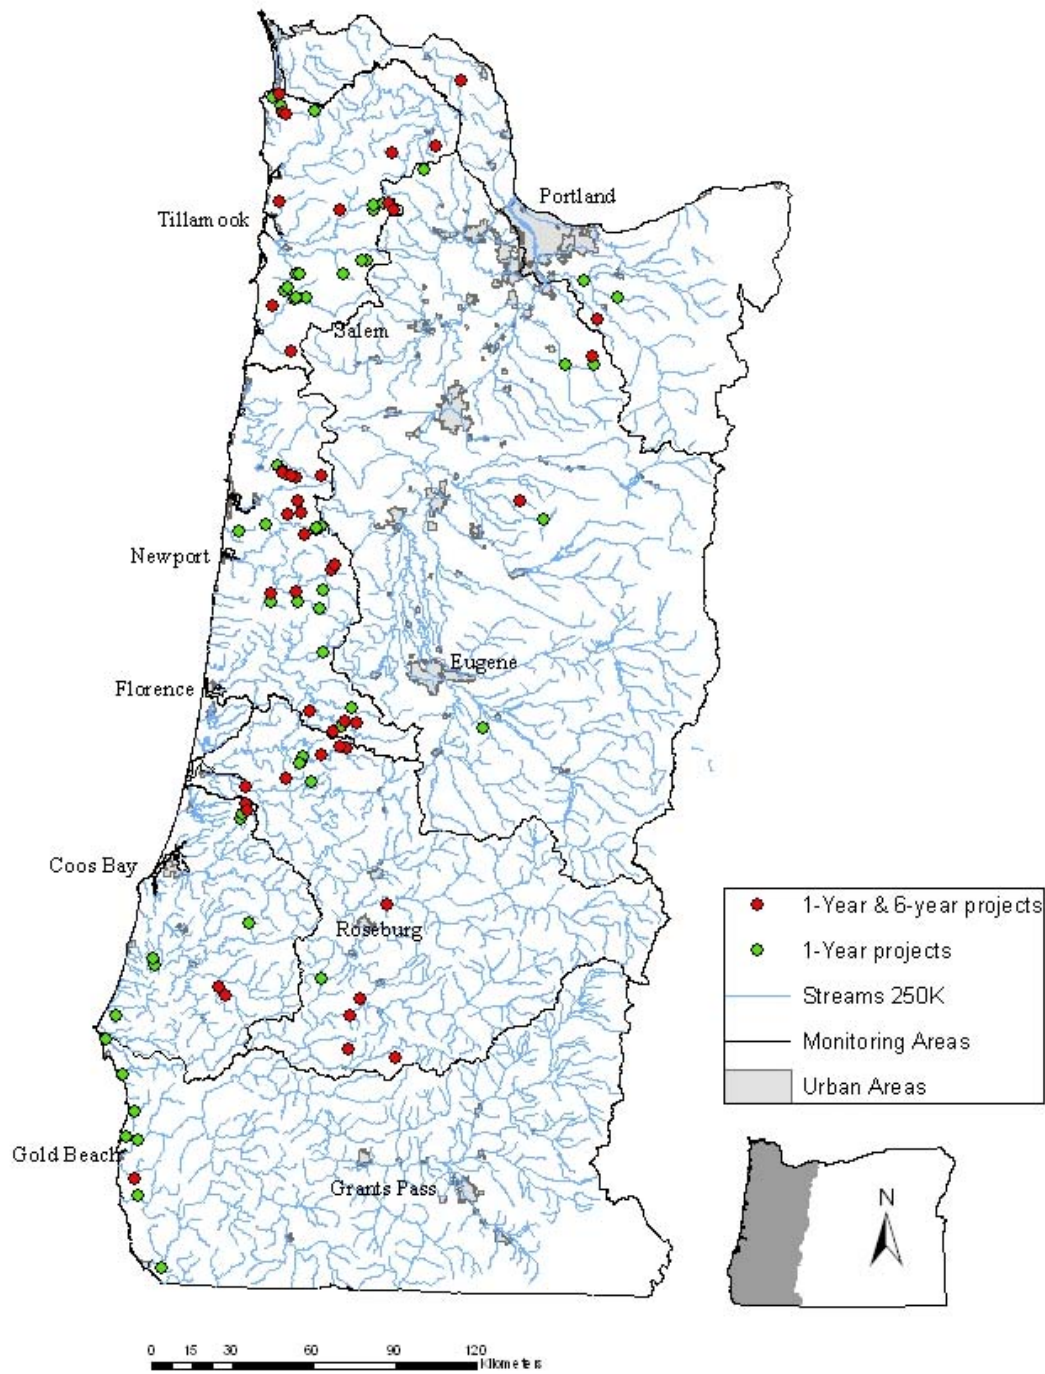 Portland
Tillamook
Salem
Newport
Eugene
Florence
Coos Bay
1-Year & 6-year projects
Roseburg
1-Year projects
Streams 250K
Monitoring Areas
Urban Areas
Gold Beach
Grants Pass
N
0 15 30 60 90 120
Kilometers